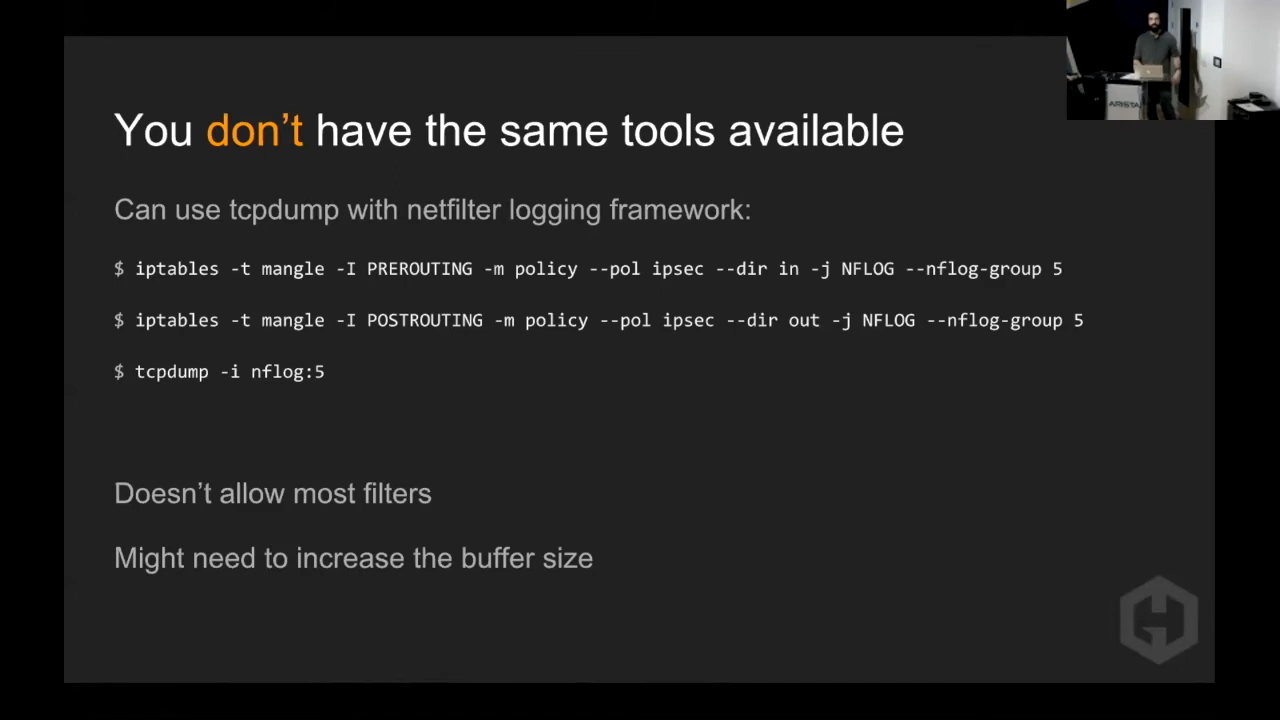 You don’t have the same tools available
Can use tcpdump with netfilter logging framework:
$ iptables -t mangle -I PREROUTING -m policy --pol ipsec --dir in -j NFLOG --nflog-group 5
$ iptables -t mangle -I POSTROUTING -m policy --pol ipsec --dir out -j NFLOG --nflog-group 5
$ tcpdump -i nflog:5
Doesn’t allow most filters
Might need to increase the buffer size
ARISTA